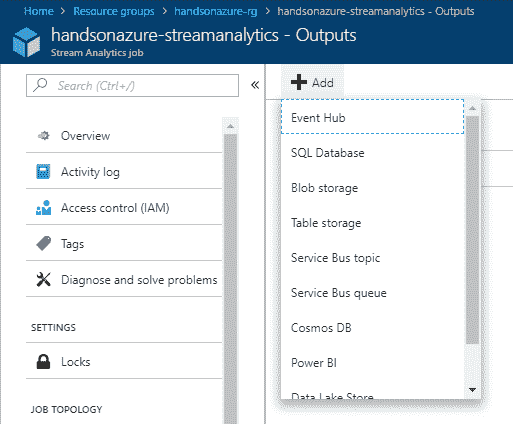 Home > Resource groups > handsonazure-rg > handsonazure-streamanalytics - Outputs
handsonazure-streamanalytics - Outputs
Stream Analytics job
Search (Ctrl+/)
«
Overview
Activity log
Access control (IAM)
Tags
Diagnose and solve problems
SETTINGS
Locks
JOB TOPOLOGY
Add
Event Hub
SQL Database
Blob storage
Table storage
Service Bus topic
Service Bus queue
Cosmos DB
Power BI
Data Lake Store